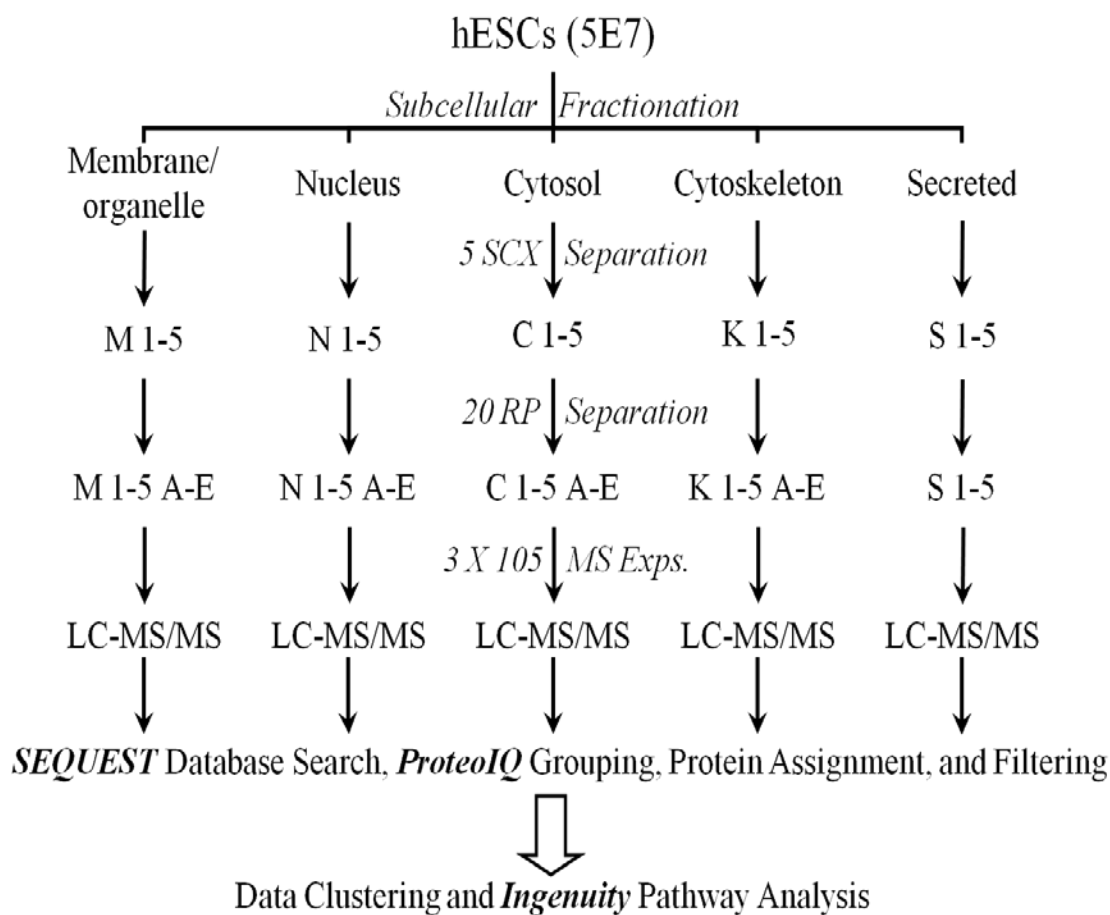 hESCs (5E7)
Subcellular Fractionation
Membrane/
organelle
Nucleus
Cytosol
Cytoskeleton
Secreted
5 SCX Separation
M 1-5
N 1-5
C 1-5
K 1-5
S 1-5
20 RP Separation
M 1-5 A-E
N 1-5 A-E
C 1-5 A-E
K 1-5 A-E
S 1-5
3 X 105 MS Exps.
LC-MS/MS
LC-MS/MS
LC-MS/MS
LC-MS/MS
LC-MS/MS
SEQUEST Database Search, ProteoIQ Grouping, Protein Assignment, and Filtering
Data Clustering and Ingenuity Pathway Analysis